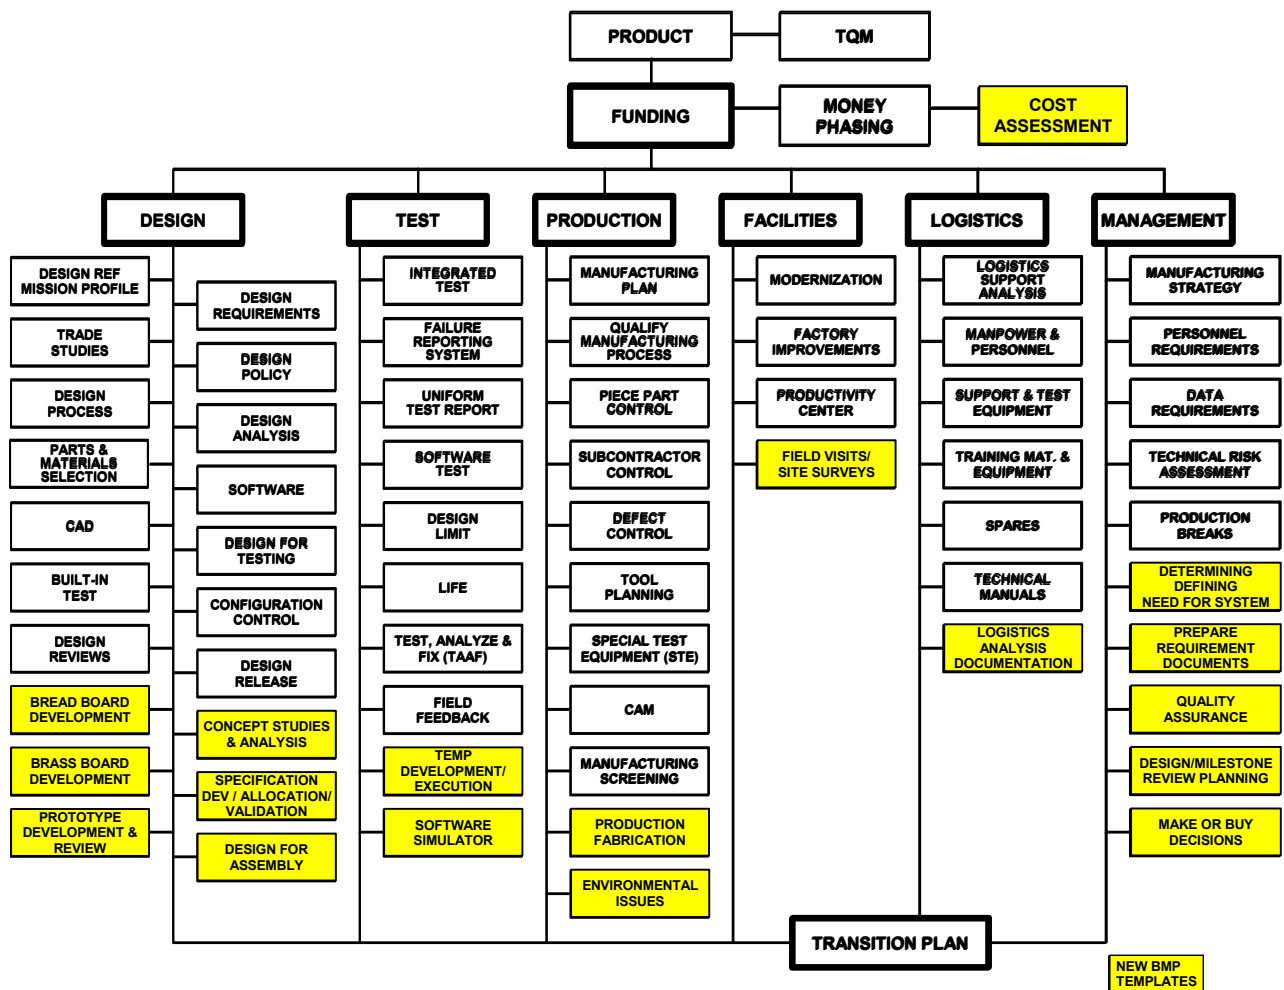 PRODUCT
TQM
FUNDING
MONEY
PHASING
COST
ASSESSMENT
DESIGN
TEST
PRODUCTION
FACILITIES
LOGISTICS
MANAGEMENT
DESIGN REF
MISSION PROFILE
TRADE
STUDIES
DESIGN
PROCESS
PARTS &
MATERIALS
SELECTION
CAD
BUILT-IN
TEST
DESIGN
REVIEWS
BREAD BOARD
DEVELOPMENT
BRASS BOARD
DEVELOPMENT
PROTOTYPE
DEVELOPMENT &
REVIEW
DESIGN
REQUIREMENTS
DESIGN
POLICY
DESIGN
ANALYSIS
SOFTWARE
DESIGN FOR
TESTING
CONFIGURATION
CONTROL
DESIGN
RELEASE
CONCEPT STUDIES
& ANALYSIS
SPECIFICATION
DEV / ALLOCATION/
VALIDATION
DESIGN FOR
ASSEMBLY
INTEGRATED
TEST
FAILURE
REPORTING
SYSTEM
UNIFORM
TEST REPORT
SOFTWARE
TEST
DESIGN
LIMIT
LIFE
TEST, ANALYZE &
FIX (TAAF)
FIELD
FEEDBACK
TEMP
DEVELOPMENT/
EXECUTION
SOFTWARE
SIMULATOR
MANUFACTURING
PLAN
QUALIFY
MANUFACTURING
PROCESS
PIECE PART
CONTROL
SUBCONTRACTOR
CONTROL
DEFECT
CONTROL
TOOL
PLANNING
SPECIAL TEST
EQUIPMENT (STE)
CAM
MANUFACTURING
SCREENING
PRODUCTION
FABRICATION
ENVIRONMENTAL
ISSUES
MODERNIZATION
FACTORY
IMPROVEMENTS
PRODUCTIVITY
CENTER
FIELD VISITS/
SITE SURVEYS
LOGISTICS
SUPPORT
ANALYSIS
MANPOWER &
PERSONNEL
SUPPORT & TEST
EQUIPMENT
TRAINING MAT. &
EQUIPMENT
SPARES
TECHNICAL
MANUALS
LOGISTICS
ANALYSIS
DOCUMENTATION
MANUFACTURING
STRATEGY
PERSONNEL
REQUIREMENTS
DATA
REQUIREMENTS
TECHNICAL RISK
ASSESSMENT
PRODUCTION
BREAKS
DETERMINING
DEFINING
NEED FOR SYSTEM
PREPARE
REQUIREMENT
DOCUMENTS
QUALITY
ASSURANCE
DESIGN/MILESTONE
REVIEW PLANNING
MAKE OR BUY
DECISIONS
TRANSITION PLAN
NEW BMP
TEMPLATES